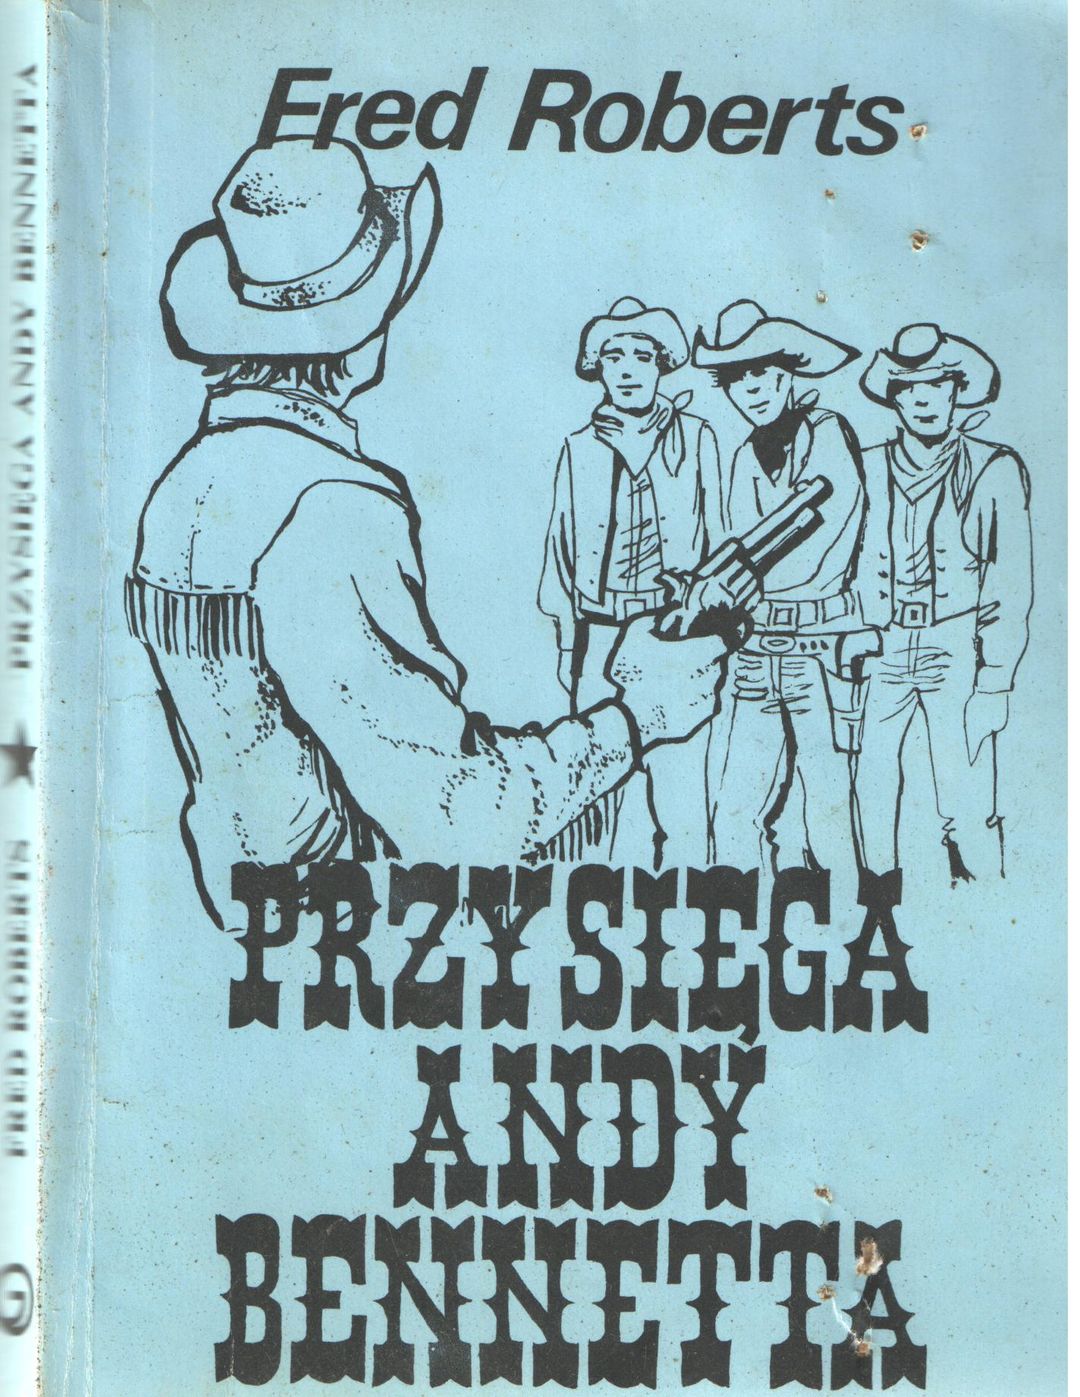 Fred Roberts
PRZYSIĘGA
ANDY
BENNETTA
FRED ROBERTS ★ PRZYSIĘGA ANDY BENNETTA